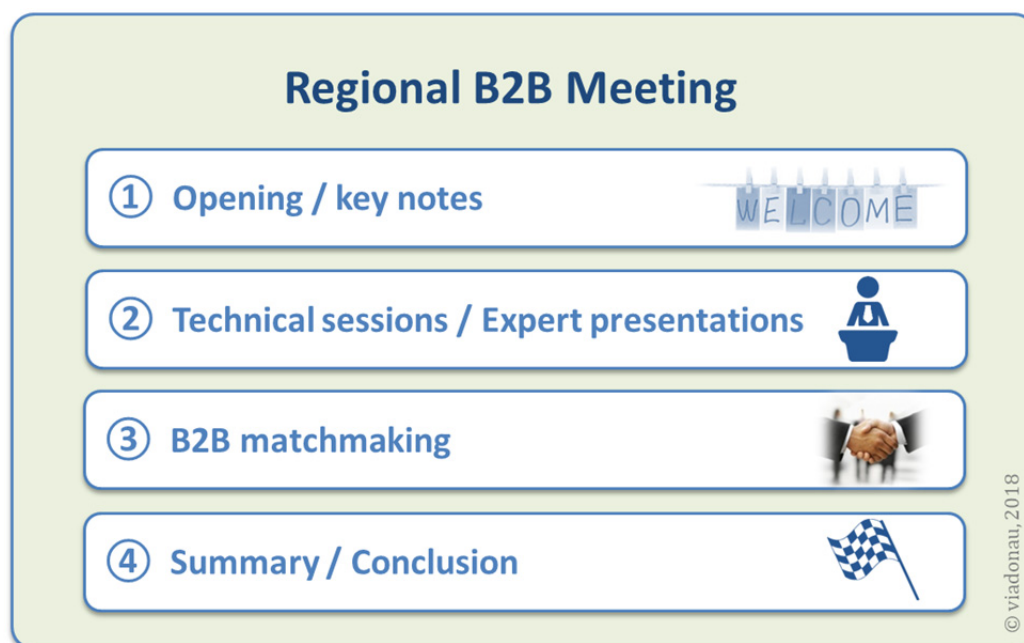 Regional B2B Meeting
① Opening / key notes
WELCOME
② Technical sessions / Expert presentations
③ B2B matchmaking
④ Summary / Conclusion
© viadonau, 2018